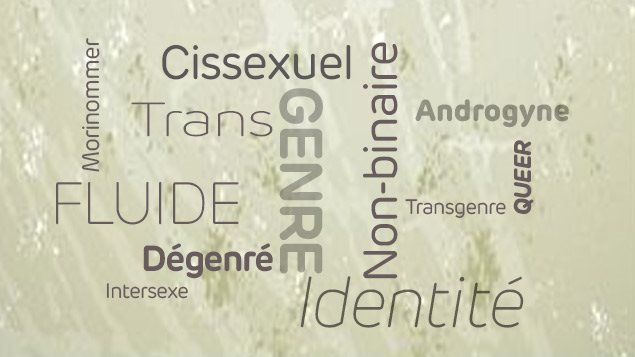 Morinommer
Cissexuel
Trans
GENRE
Non-binaire
Androgyne
FLUIDE
Transgenre
QUEER
Dégenré
Intersexe
Identité